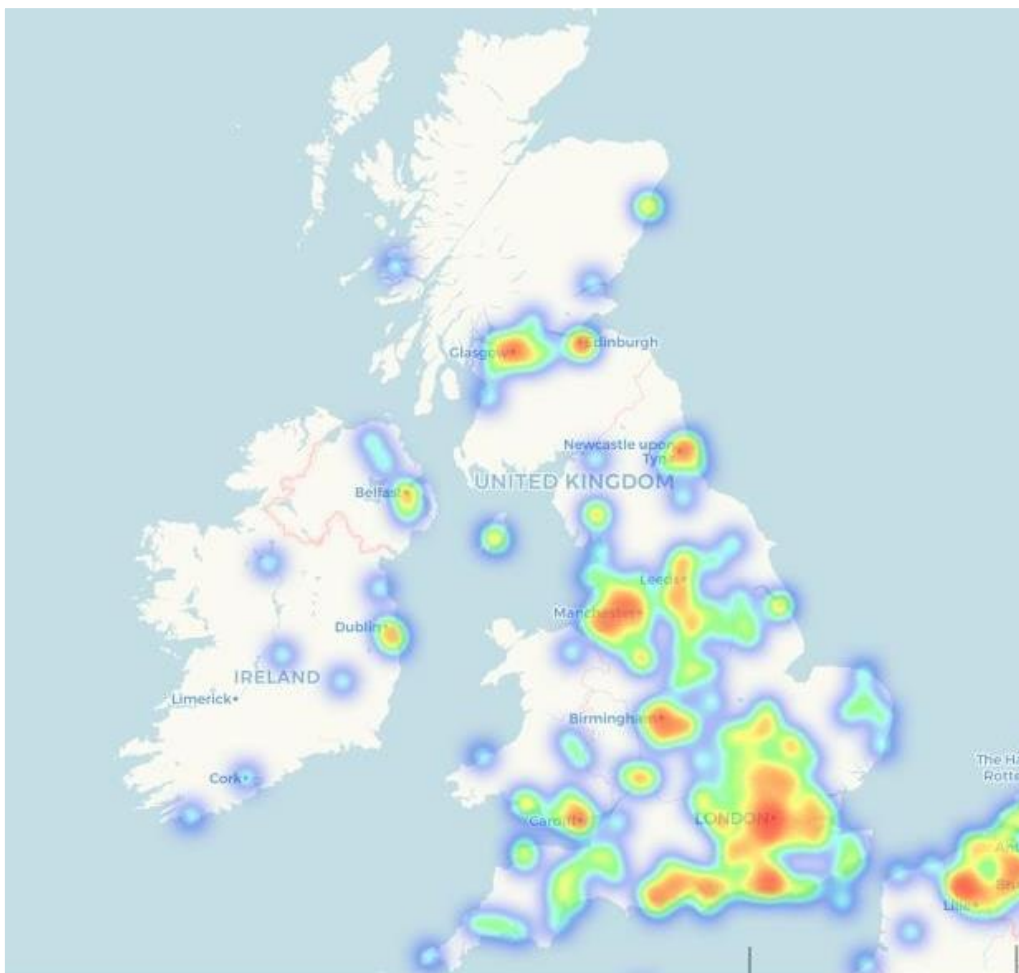 Glasgow
Edinburgh
Newcastle upon
Tyne
UNITED KINGDOM
Belfast
Leeds
Manchester
Dublin
IRELAND
Limerick
Birmingham
The Ha
Rotte
Cork
Cardiff
LONDON
Ant
Lille